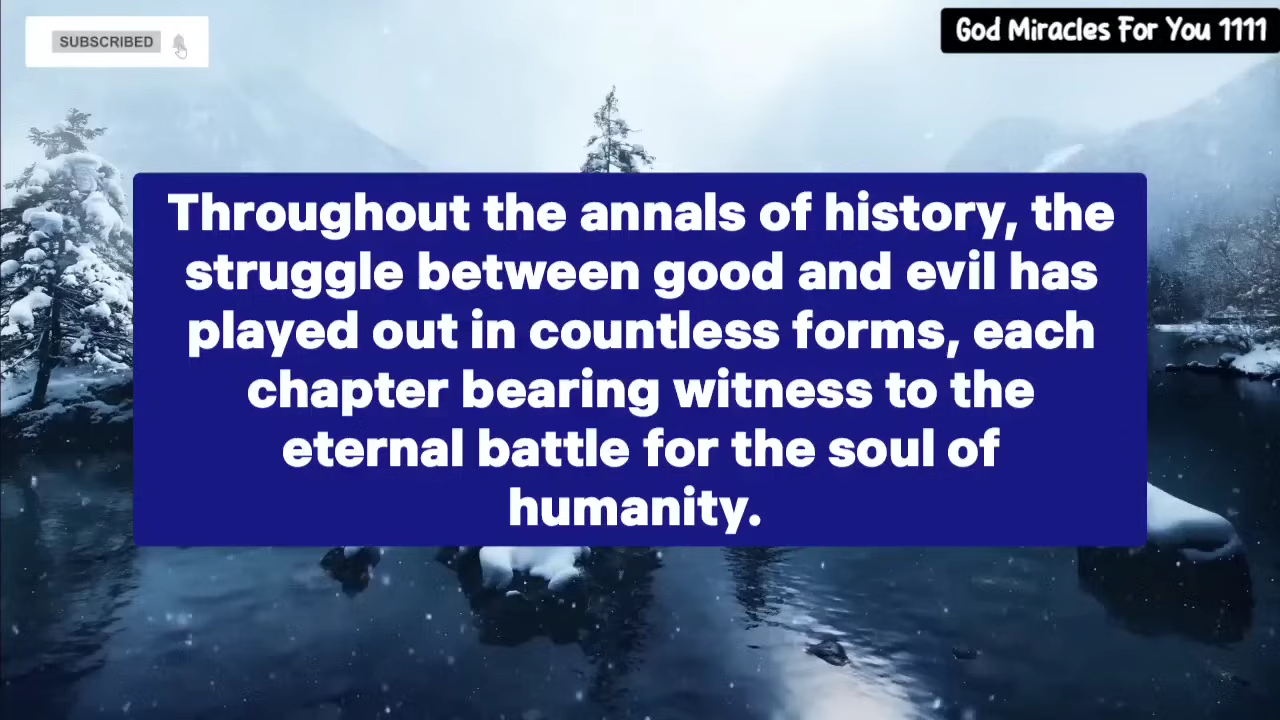 SUBSCRIBED
God Miracles For You 1111
Throughout the annals of history, the
struggle between good and evil has
played out in countless forms, each
chapter bearing witness to the
eternal battle for the soul of
humanity.